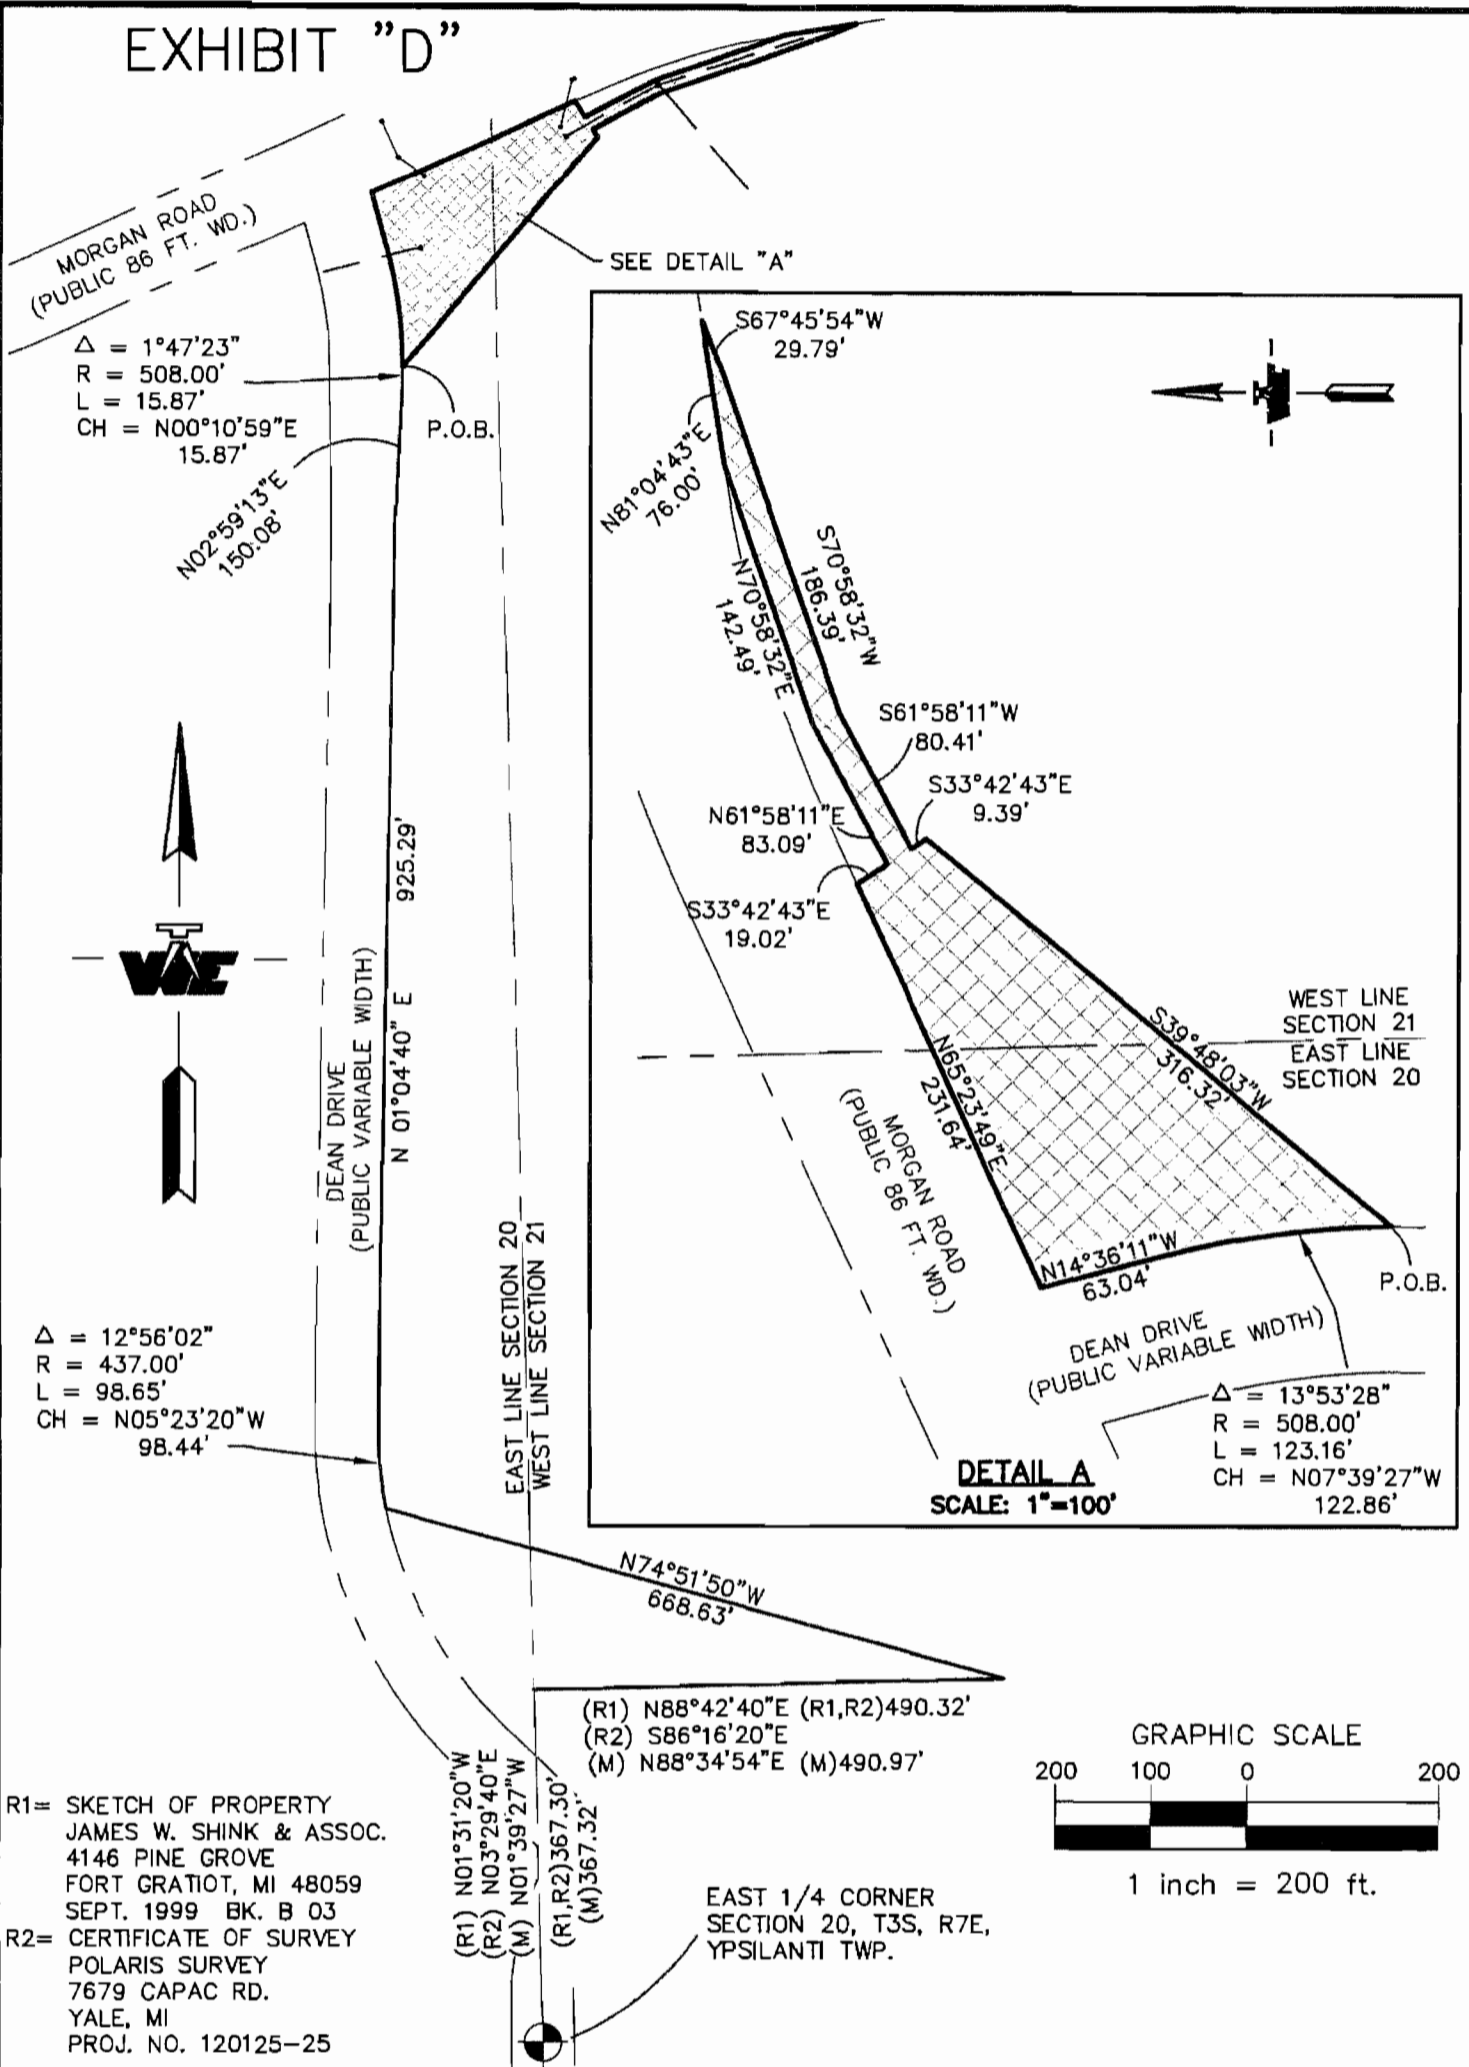 EXHIBIT "D"
MORGAN ROAD
(PUBLIC 86 FT. WD.)
SEE DETAIL "A"
Δ = 1°47'23"
R = 508.00'
L = 15.87'
CH = N00°10'59"E
15.87'
P.O.B.
N02°59'13"E
150.08'
S67°45'54"W
29.79'
N81°04'43"E
76.00'
S70°58'32"W
186.39'
N70°58'32"E
142.49'
S61°58'11"W
80.41'
S33°42'43"E
9.39'
N61°58'11"E
83.09'
S33°42'43"E
19.02'
WEST LINE
SECTION 21
EAST LINE
SECTION 20
S39°48'03"W
316.32'
N65°23'49"E
231.64'
MORGAN ROAD
(PUBLIC 86 FT. WD.)
N14°36'11"W
63.04'
P.O.B.
DEAN DRIVE
(PUBLIC VARIABLE WIDTH)
Δ = 13°53'28"
R = 508.00'
L = 123.16'
CH = N07°39'27"W
122.86'
DETAIL A
SCALE: 1"=100'
925.29'
N 01°04'40" E
DEAN DRIVE
(PUBLIC VARIABLE WIDTH)
EAST LINE SECTION 20
WEST LINE SECTION 21
Δ = 12°56'02"
R = 437.00'
L = 98.65'
CH = N05°23'20"W
98.44'
N74°51'50"W
668.63'
(R1) N88°42'40"E (R1,R2)490.32'
(R2) S86°16'20"E
(M) N88°34'54"E (M)490.97'
(R1) N01°31'20"W
(R2) N03°29'40"E
(M) N01°39'27"W
(R1,R2)367.30'
(M)367.32'
GRAPHIC SCALE
200 100 0 200
1 inch = 200 ft.
R1= SKETCH OF PROPERTY
JAMES W. SHINK & ASSOC.
4146 PINE GROVE
FORT GRATIOT, MI 48059
SEPT. 1999 BK. B 03
R2= CERTIFICATE OF SURVEY
POLARIS SURVEY
7679 CAPAC RD.
YALE, MI
PROJ. NO. 120125-25
EAST 1/4 CORNER
SECTION 20, T3S, R7E,
YPSILANTI TWP.